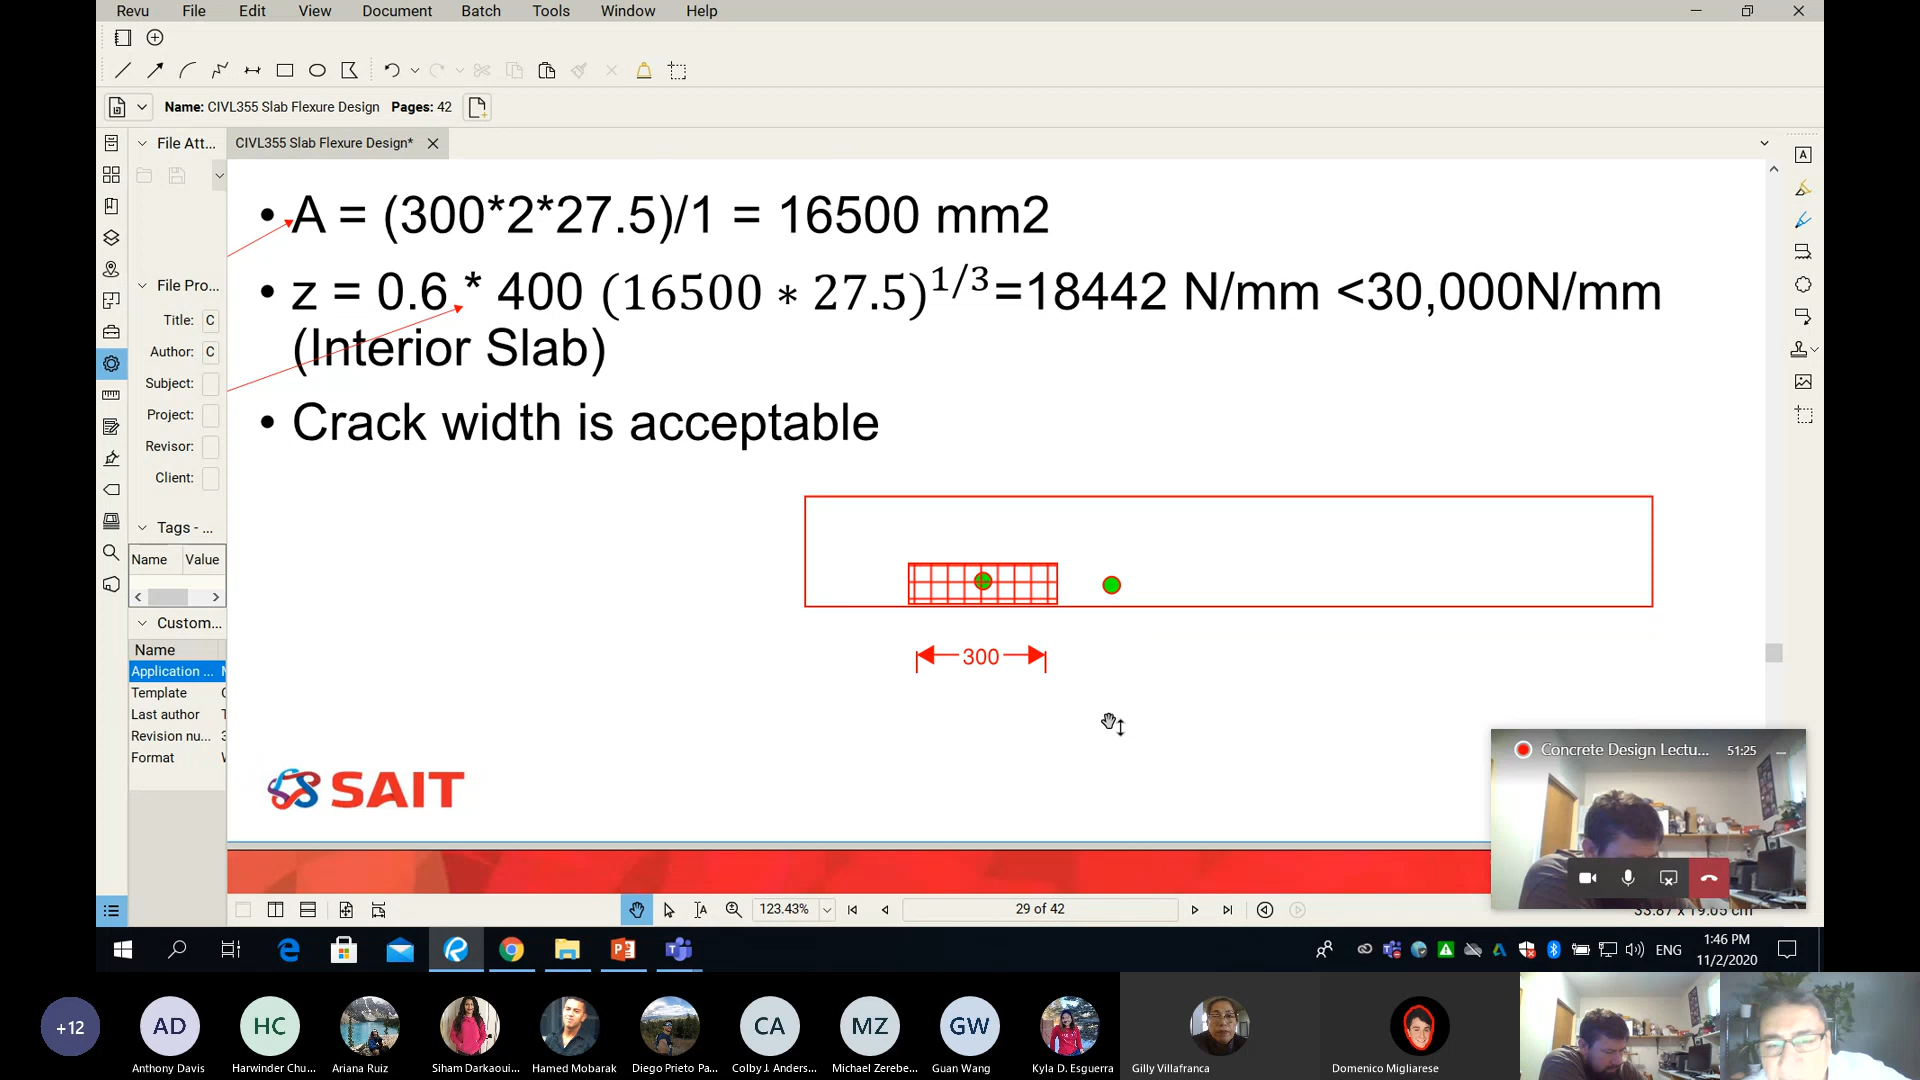 Revu File Edit View Document Batch Tools Window Help
Name: CIVL355 Slab Flexure Design Pages: 42
File Att...
CIVL355 Slab Flexure Design*
• A = (300*2*27.5)/1 = 16500 mm2
• z = 0.6 * 400 (16500 ∗ 27.5)^1/3=18442 N/mm <30,000N/mm
(Interior Slab)
• Crack width is acceptable
File Pro...
Title: C
Author: C
Subject:
Project:
Revisor:
Client:
Tags - ...
Name Value
Custom...
Name
Application ...
Template
Last author
Revision nu... 3
Format
300
SAIT
Concrete Design Lectu... 51:25
123.43%
29 of 42
33.87 x 19.05 cm
ENG
1:46 PM
11/2/2020
+12
AD
HC
CA
MZ
GW
Anthony Davis
Harwinder Chu...
Ariana Ruiz
Siham Darkaoui...
Hamed Mobarak
Diego Prieto Pa...
Colby J. Anders...
Michael Zerebe...
Guan Wang
Kyla D. Esguerra
Gilly Villafranca
Domenico Migliarese